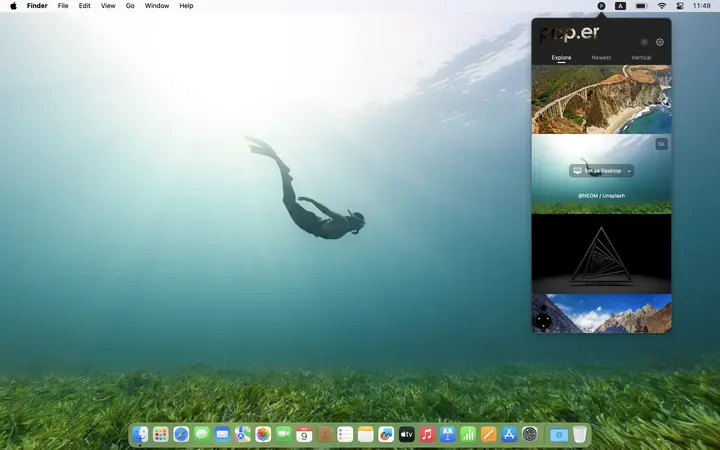 Finder File Edit View Go Window Help
A
11:49
pap.er
Explore Newest Vertical
5K
Set as Desktop
@NEOM / Unsplash
9
tv